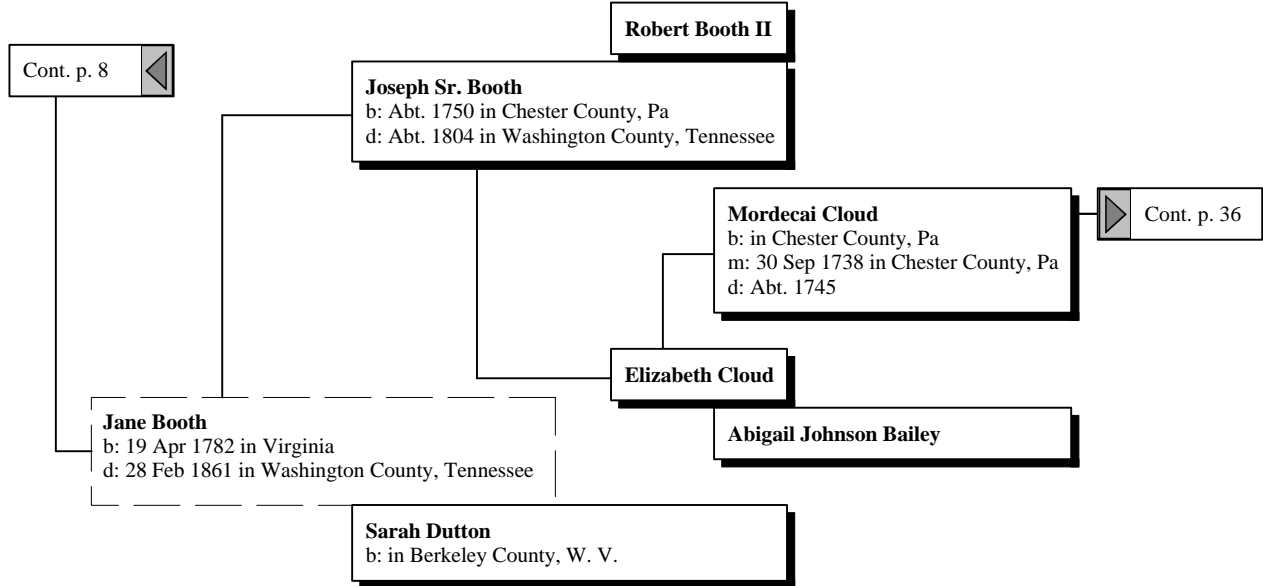 Robert Booth II
Cont. p. 8
Joseph Sr. Booth
b: Abt. 1750 in Chester County, Pa
d: Abt. 1804 in Washington County, Tennessee
Mordecai Cloud
b: in Chester County, Pa
m: 30 Sep 1738 in Chester County, Pa
d: Abt. 1745
Cont. p. 36
Elizabeth Cloud
Jane Booth
b: 19 Apr 1782 in Virginia
d: 28 Feb 1861 in Washington County, Tennessee
Abigail Johnson Bailey
Sarah Dutton
b: in Berkeley County, W. V.